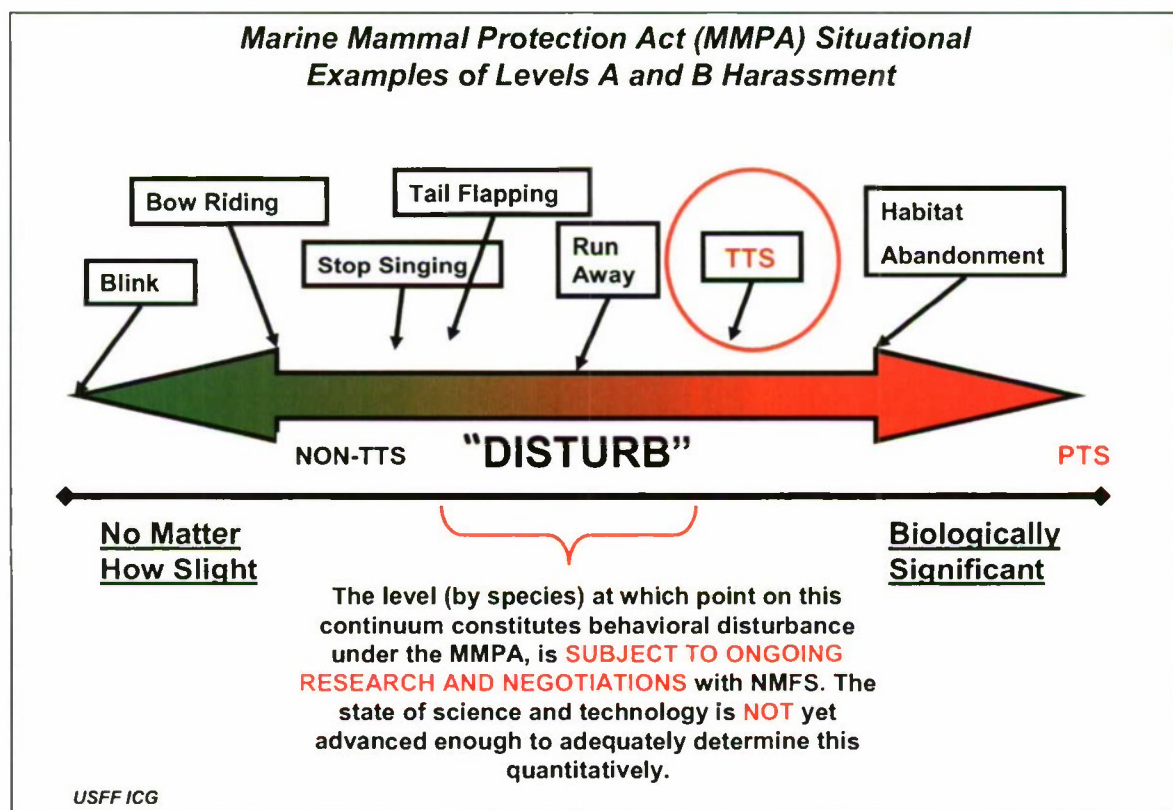 Marine Mammal Protection Act (MMPA) Situational
Examples of Levels A and B Harassment
Blink
Bow Riding
Stop Singing
Tail Flapping
Run
Away
TTS
Habitat
Abandonment
NON-TTS
"DISTURB"
PTS
No Matter
How Slight
Biologically
Significant
The level (by species) at which point on this
continuum constitutes behavioral disturbance
under the MMPA, is SUBJECT TO ONGOING
RESEARCH AND NEGOTIATIONS with NMFS. The
state of science and technology is NOT yet
advanced enough to adequately determine this
quantitatively.
USFF ICG